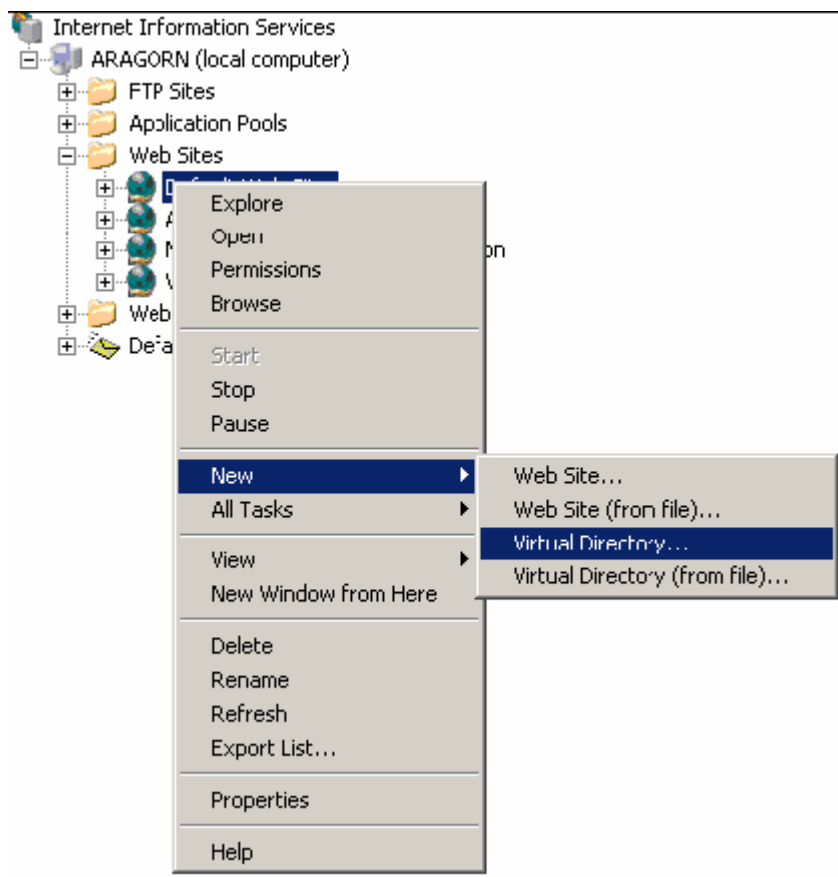 Internet Information Services
ARAGORN (local computer)
FTP Sites
Application Pools
Web Sites
Web
Explore
Open
Permissions
Browse
Start
Stop
Pause
New
All Tasks
View
New Window from Here
Delete
Rename
Refresh
Export List...
Properties
Help
Web Site...
Web Site (from file)...
Virtual Directory...
Virtual Directory (from file)...